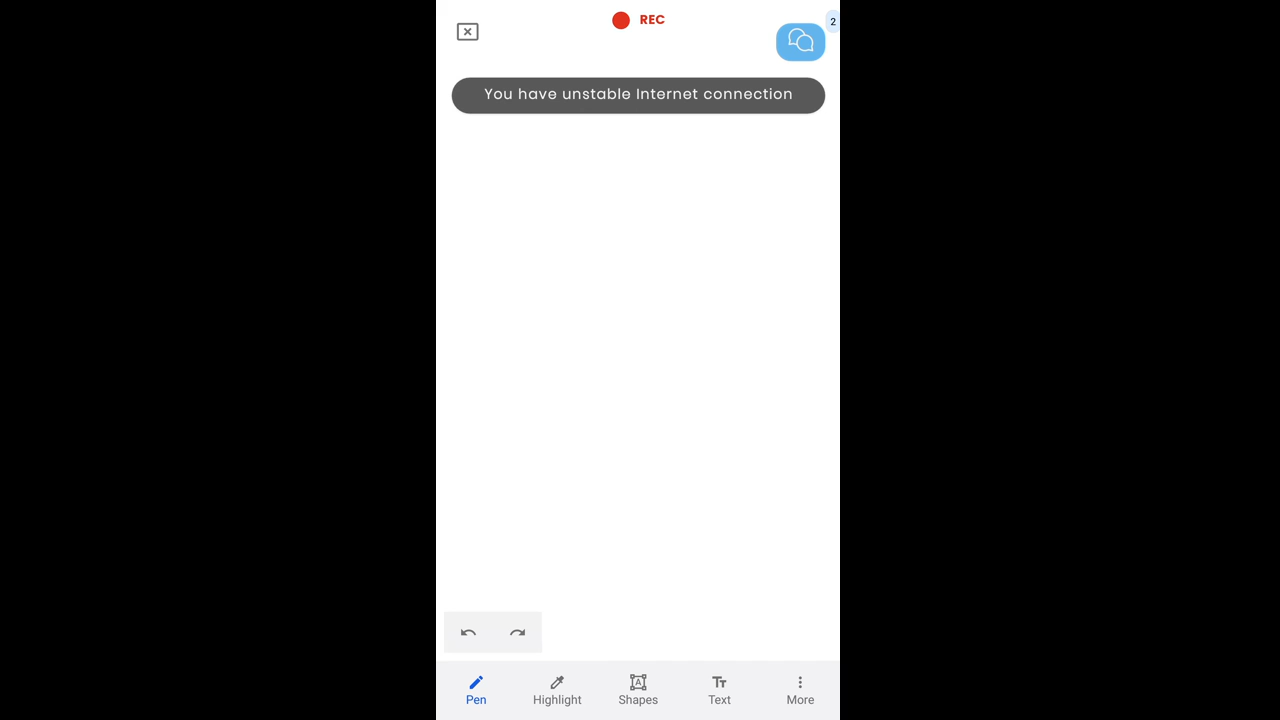 REC
2
You have unstable Internet connection
Pen
Highlight
Shapes
Text
More